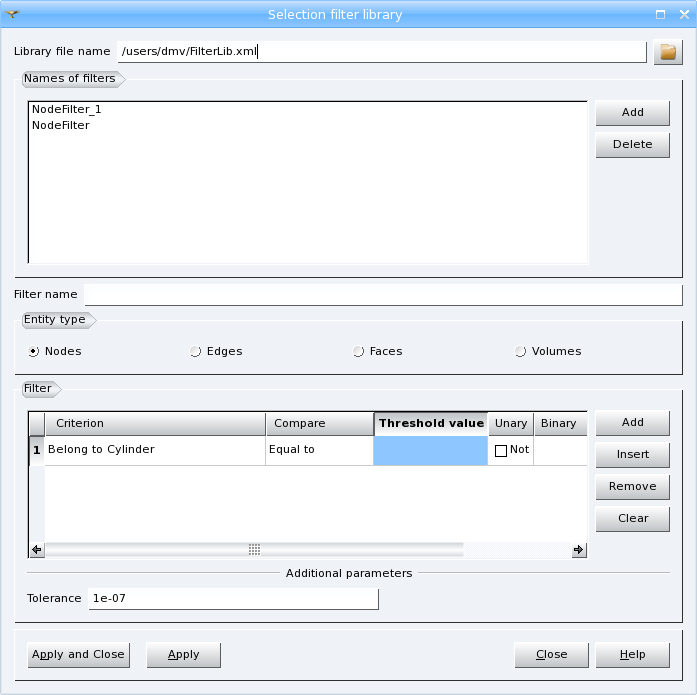 Selection filter library
Library file name /users/dmv/FilterLib.xml
Names of filters
NodeFilter_1
NodeFilter
Add
Delete
Filter name
Entity type
Nodes Edges Faces Volumes
Filter
Criterion Compare Threshold value Unary Binary
1 Belong to Cylinder Equal to Not
Add
Insert
Remove
Clear
Additional parameters
Tolerance 1e-07
Apply and Close Apply Close Help